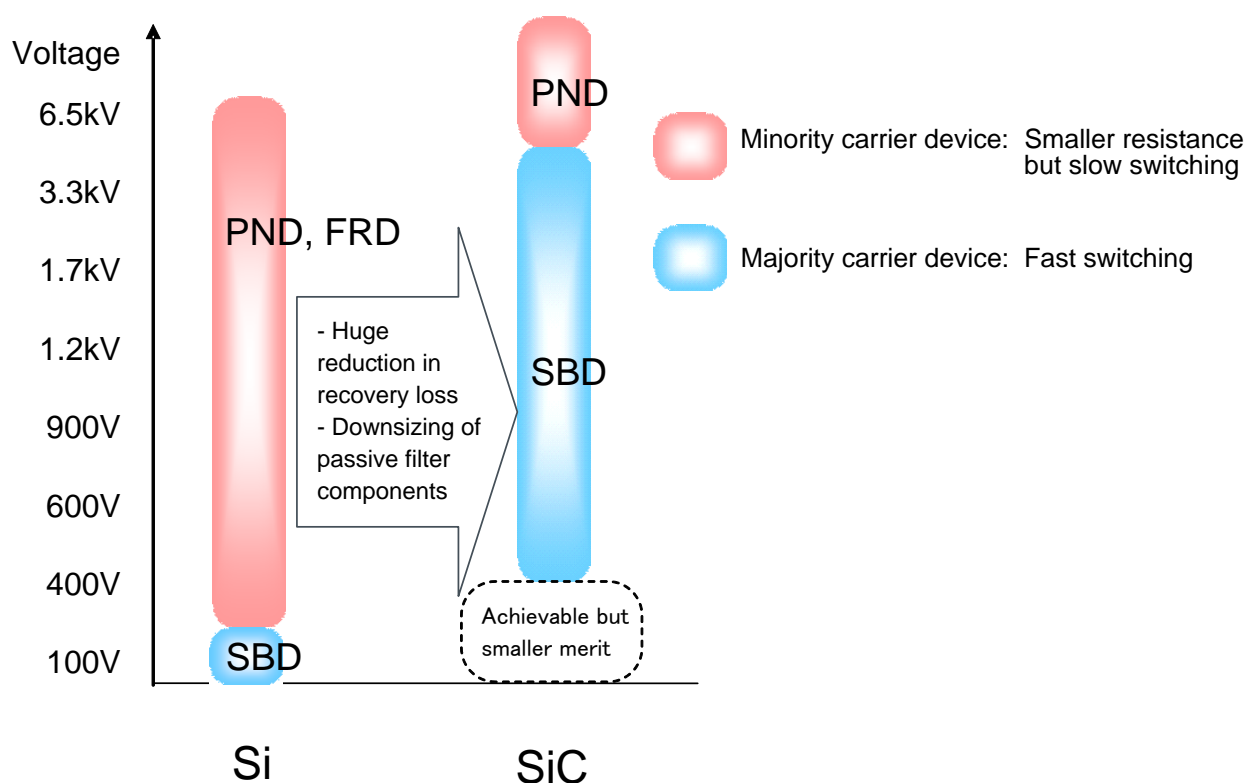 Voltage
6.5kV
3.3kV
1.7kV
1.2kV
900V
600V
400V
100V
PND, FRD
SBD
- Huge
reduction in
recovery loss
- Downsizing of
passive filter
components
PND
SBD
Achievable but
smaller merit
Si
SiC
Minority carrier device: Smaller resistance
but slow switching
Majority carrier device: Fast switching